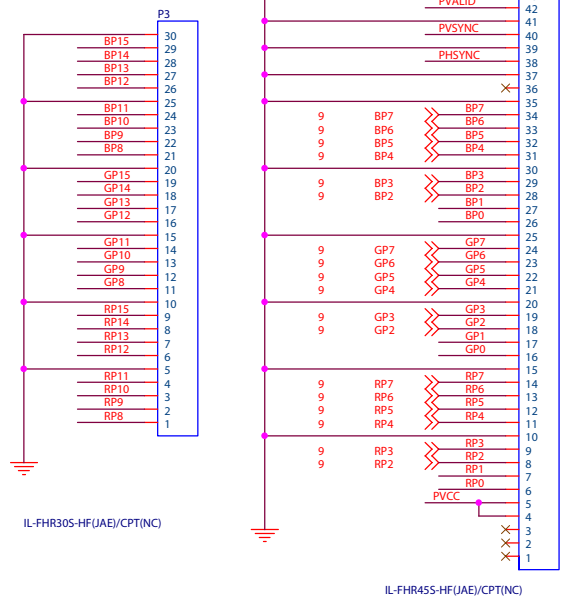 P3
30
BP15 29
BP14 28
BP13 27
BP12 26
25
BP11 24
BP10 23
BP9 22
BP8 21
20
GP15 19
GP14 18
GP13 17
GP12 16
15
GP11 14
GP10 13
GP9 12
GP8 11
10
RP15 9
RP14 8
RP13 7
RP12 6
5
RP11 4
RP10 3
RP9 2
RP8 1
IL-FHR30S-HF(JAE)/CPT(NC)
PVALID 42
41
PVSYNC 40
39
PHSYNC 38
37
36
35
9 BP7 BP7 34
9 BP6 BP6 33
9 BP5 BP5 32
9 BP4 BP4 31
30
9 BP3 BP3 29
9 BP2 BP2 28
BP1 27
BP0 26
25
9 GP7 GP7 24
9 GP6 GP6 23
9 GP5 GP5 22
9 GP4 GP4 21
20
9 GP3 GP3 19
9 GP2 GP2 18
GP1 17
GP0 16
15
9 RP7 RP7 14
9 RP6 RP6 13
9 RP5 RP5 12
9 RP4 RP4 11
10
9 RP3 RP3 9
9 RP2 RP2 8
RP1 7
RP0 6
PVCC 5
4
3
2
1
IL-FHR45S-HF(JAE)/CPT(NC)